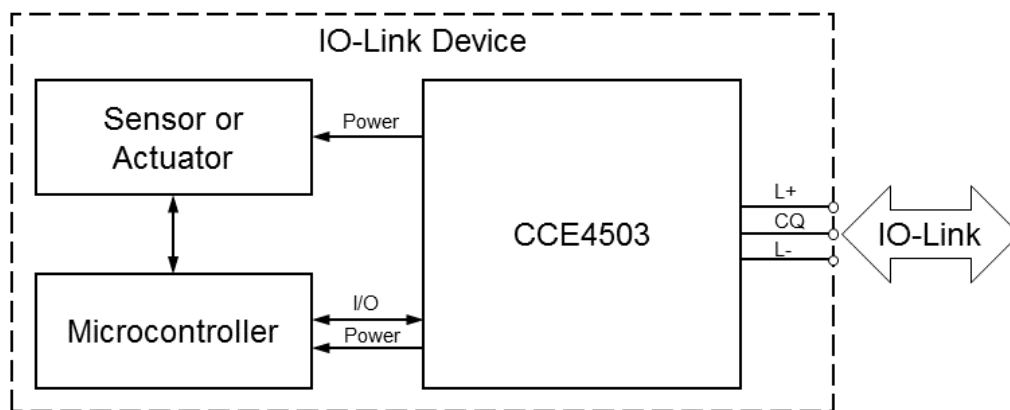 IO-Link Device
Sensor or
Actuator
Power
CCE4503
L+
CQ
L-
IO-Link
Microcontroller
I/O
Power